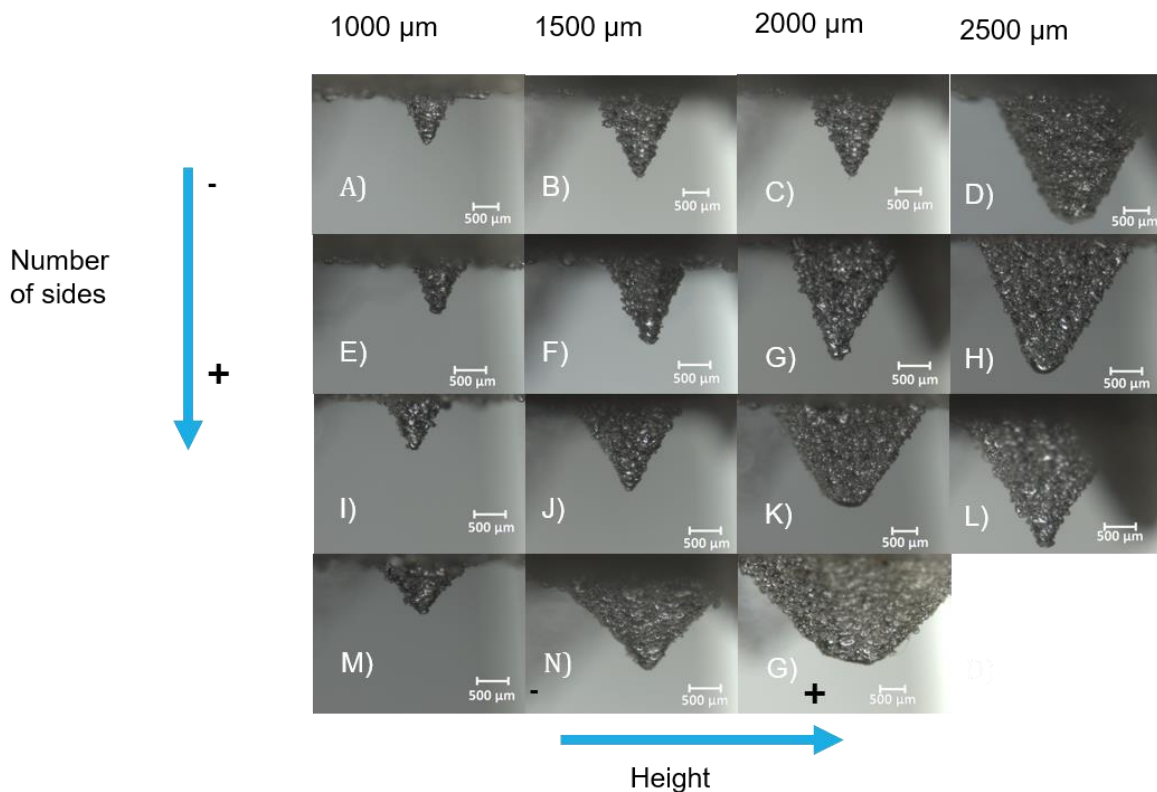 1000 µm
1500 µm
2000 µm
2500 µm
A)
500 µm
B)
500 µm
C)
500 µm
D)
500 µm
-
Number
of sides
+
E)
500 µm
F)
500 µm
G)
500 µm
H)
500 µm
I)
500 µm
J)
500 µm
K)
500 µm
L)
500 µm
M)
500 µm
N)
500 µm
G)
500 µm
-
+
Height